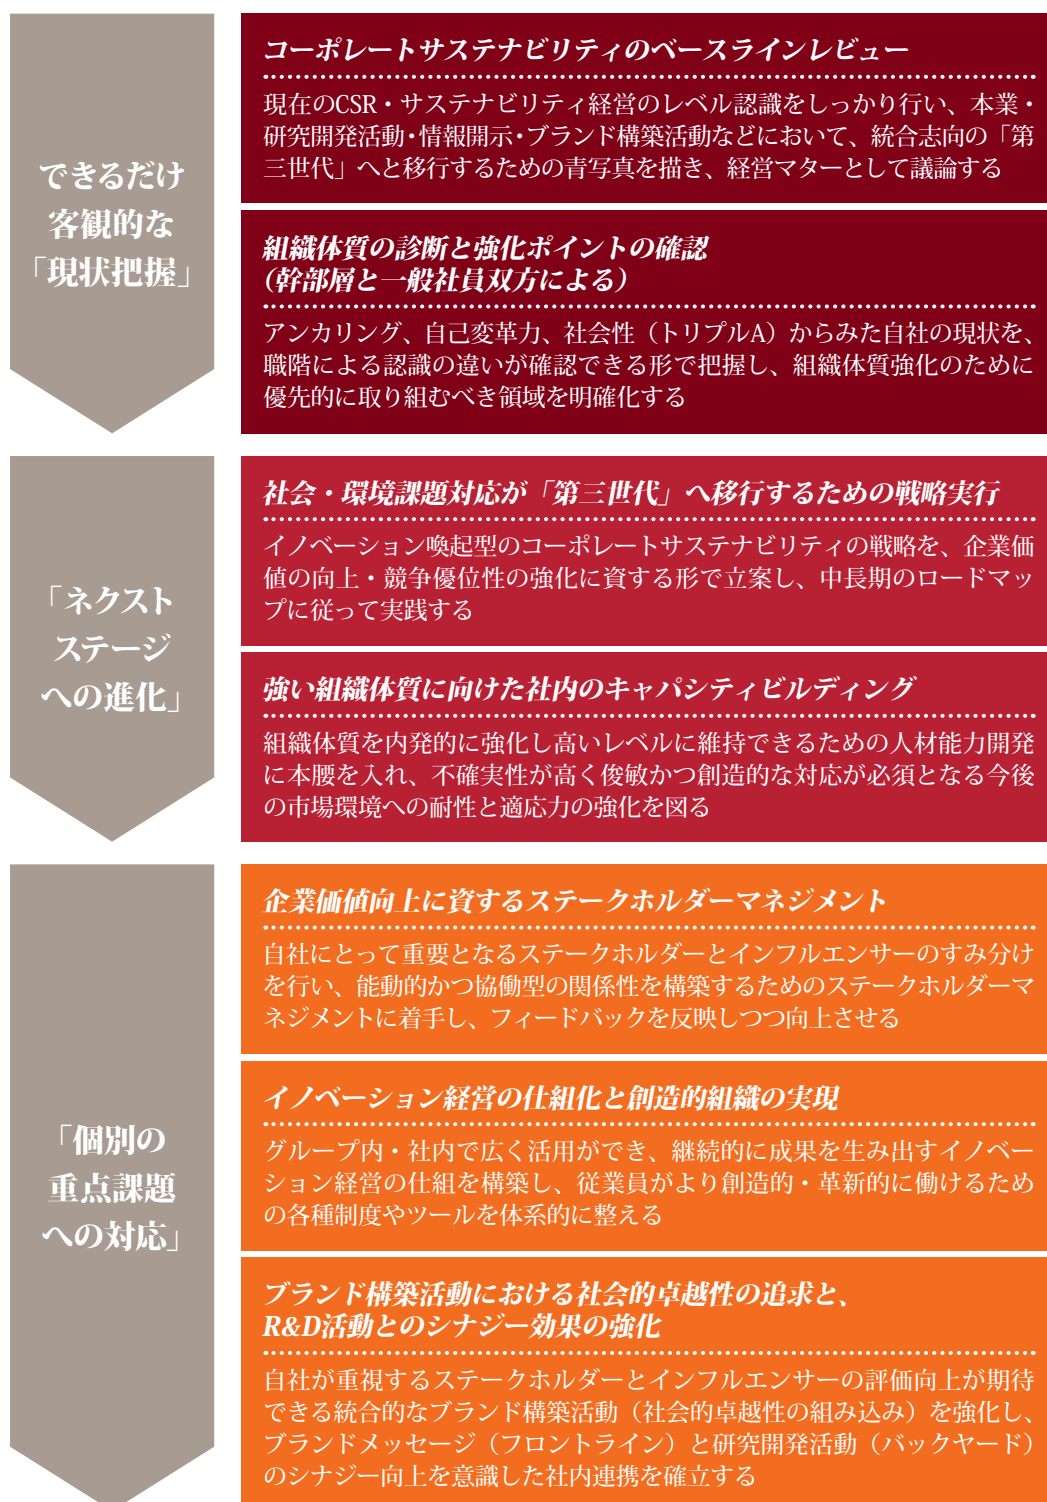 できるだけ
客観的な
「現状把握」
コーポレートサステナビリティのベースラインレビュー
現在のCSR・サステナビリティ経営のレベル認識をしっかり行い、本業・
研究開発活動・情報開示・ブランド構築活動などにおいて、統合志向の「第
三世代」へと移行するための青写真を描き、経営マターとして議論する
組織体質の診断と強化ポイントの確認
（幹部層と一般社員双方による）
アンカリング、自己変革力、社会性（トリプルA）からみた自社の現状を、
職階による認識の違いが確認できる形で把握し、組織体質強化のために
優先的に取り組むべき領域を明確化する
「ネクスト
ステージ
への進化」
社会・環境課題対応が「第三世代」へ移行するための戦略実行
イノベーション喚起型のコーポレートサステナビリティの戦略を、企業価
値の向上・競争優位性の強化に資する形で立案し、中長期のロードマッ
プに従って実践する
強い組織体質に向けた社内のキャパシティビルディング
組織体質を内発的に強化し高いレベルに維持できるための人材能力開発
に本腰を入れ、不確実性が高く俊敏かつ創造的な対応が必須となる今後
の市場環境への耐性と適応力の強化を図る
「個別の
重点課題
への対応」
企業価値向上に資するステークホルダーマネジメント
自社にとって重要となるステークホルダーとインフルエンサーのすみ分け
を行い、能動的かつ協働型の関係性を構築するためのステークホルダーマ
ネジメントに着手し、フィードバックを反映しつつ向上させる
イノベーション経営の仕組化と創造的組織の実現
グループ内・社内で広く活用ができ、継続的に成果を生み出すイノベー
ション経営の仕組を構築し、従業員がより創造的・革新的に働けるため
の各種制度やツールを体系的に整える
ブランド構築活動における社会的卓越性の追求と、
R&D活動とのシナジー効果の強化
自社が重視するステークホルダーとインフルエンサーの評価向上が期待
できる統合的なブランド構築活動（社会的卓越性の組み込み）を強化し、
ブランドメッセージ（フロントライン）と研究開発活動（バックヤード）
のシナジー向上を意識した社内連携を確立する